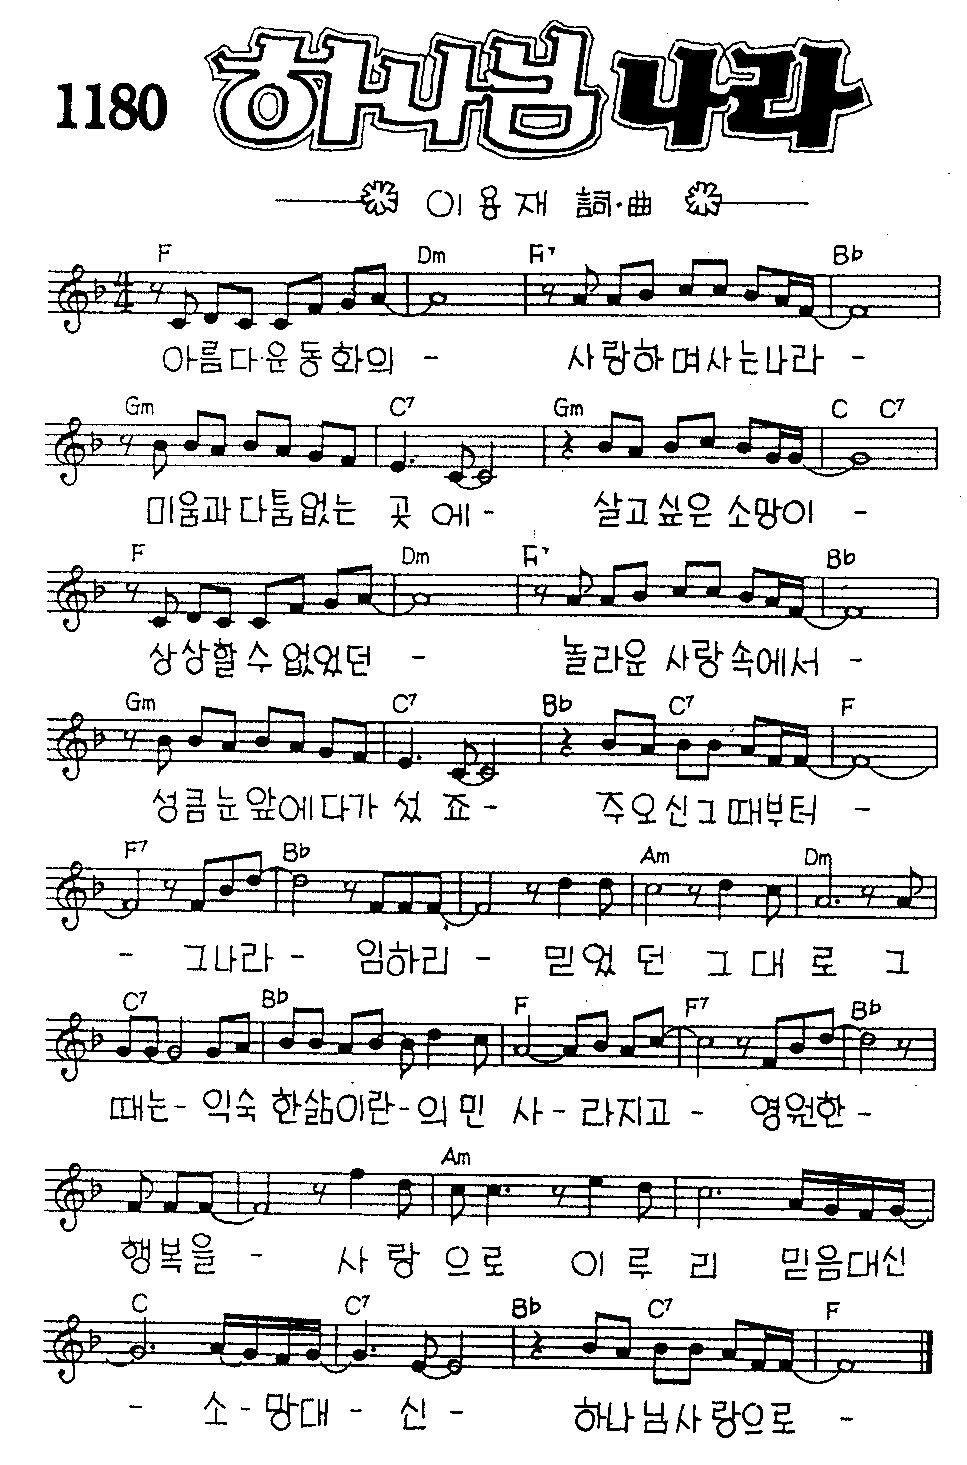 1180 하나님 나라
이용재 詞·曲
F Dm F7 Bb
아름다운동화의 - 사랑하며사는나라 -
Gm C7 Gm C C7
미움과다툼없는 곳에 - 살고싶은소망이 -
F Dm F7 Bb
상상할수없었던 - 놀라운 사랑속에서 -
Gm C7 Bb C7 F
성큼눈앞에다가 섰죠 - 주오신그때부터 -
F7 Bb Am Dm
- 그나라 - 임하리 - 믿었던 그대로 그
C7 Bb F F7 Bb
때는 - 익숙한삶이란 - 의민 사 - 라지고 - 영원한 -
Am
행복을 - 사랑으로 이루리 믿음대신
C C7 Bb C7 F
- 소 - 망대 - 신 - 하나님사랑으로 -